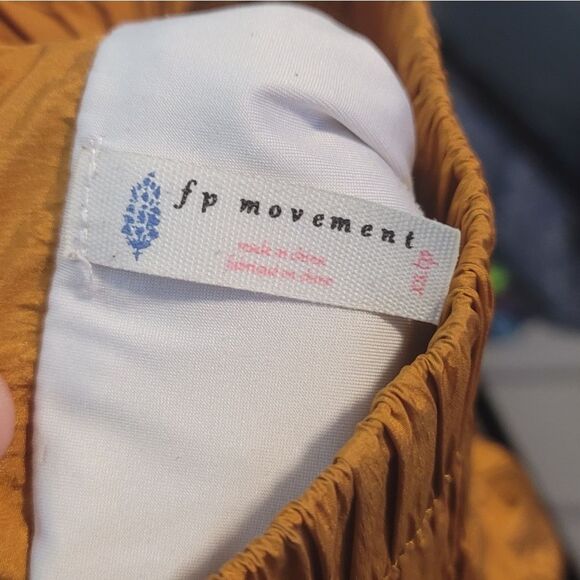 fp movement
made in china
fabriqué en chine